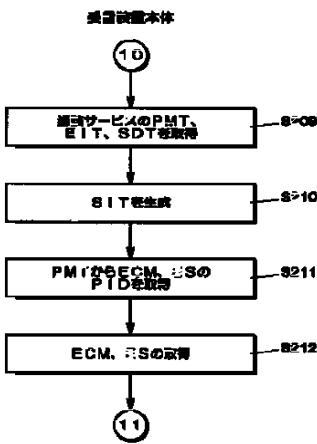 受信装置本体
10
選択サービスのPMT、
EIT、SDTを取得
S209
SITを生成
S210
PMTからECM、ESの
PIDを取得
S211
ECM、ESの取得
S212
11